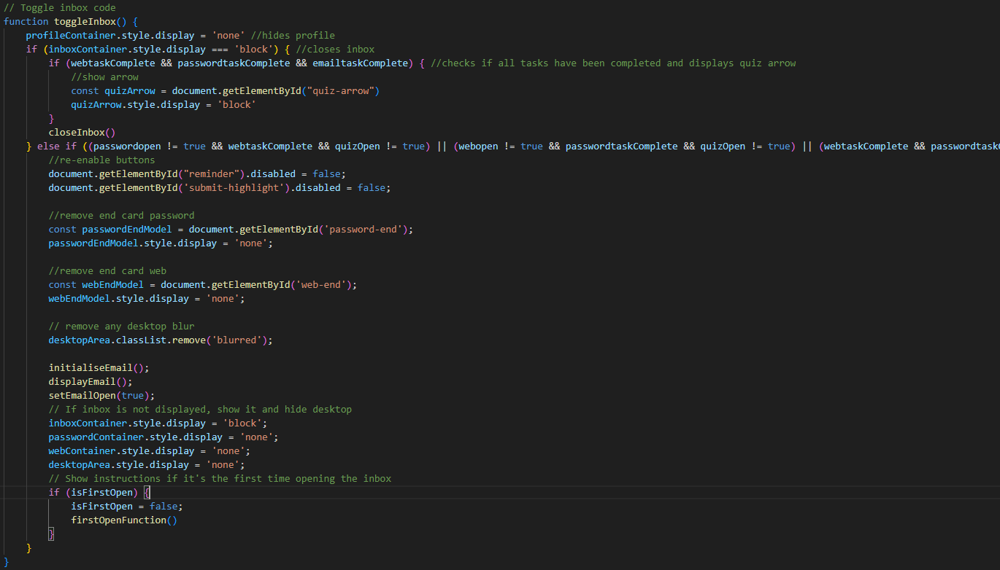 // Toggle inbox code
function toggleInbox() {
    profileContainer.style.display = 'none' //hides profile
    if (inboxContainer.style.display === 'block') { //closes inbox
        if (webtaskComplete && passwordtaskComplete && emailtaskComplete) { //checks if all tasks have been completed and displays quiz arrow
            //show arrow
            const quizArrow = document.getElementById("quiz-arrow")
            quizArrow.style.display = 'block'
        }
        closeInbox()
    } else if ((passwordopen != true && webtaskComplete && quizOpen != true) || (webopen != true && passwordtaskComplete && quizOpen != true) || (webtaskComplete && passwordtask
        //re-enable buttons
        document.getElementById("reminder").disabled = false;
        document.getElementById('submit-highlight').disabled = false;

        //remove end card password
        const passwordEndModel = document.getElementById('password-end');
        passwordEndModel.style.display = 'none';

        //remove end card web
        const webEndModel = document.getElementById('web-end');
        webEndModel.style.display = 'none';

        // remove any desktop blur
        desktopArea.classList.remove('blurred');

        initialiseEmail();
        displayEmail();
        setEmailOpen(true);
        // If inbox is not displayed, show it and hide desktop
        inboxContainer.style.display = 'block';
        passwordContainer.style.display = 'none';
        webContainer.style.display = 'none';
        desktopArea.style.display = 'none';
        // Show instructions if it's the first time opening the inbox
        if (isFirstOpen) {
            isFirstOpen = false;
            firstOpenFunction()
        }
    }
}